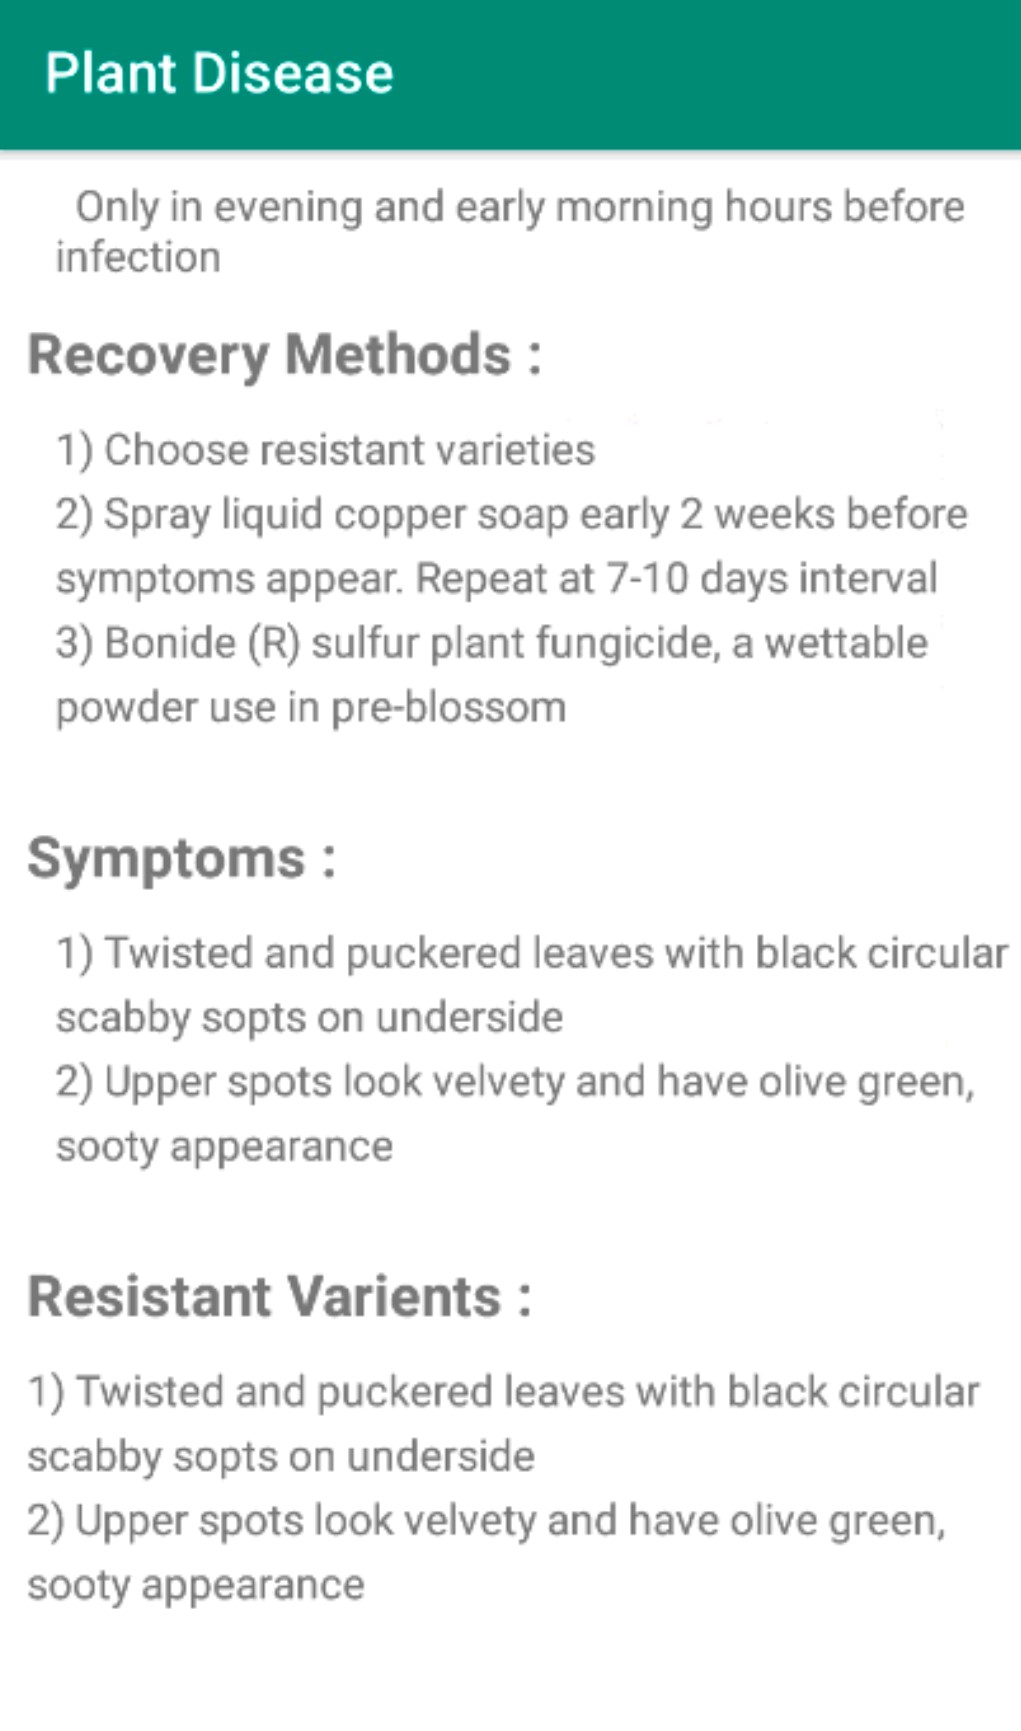 Plant Disease
Only in evening and early morning hours before
infection
Recovery Methods :
1) Choose resistant varieties
2) Spray liquid copper soap early 2 weeks before
symptoms appear. Repeat at 7-10 days interval
3) Bonide (R) sulfur plant fungicide, a wettable
powder use in pre-blossom
Symptoms :
1) Twisted and puckered leaves with black circular
scabby sopts on underside
2) Upper spots look velvety and have olive green,
sooty appearance
Resistant Varients :
1) Twisted and puckered leaves with black circular
scabby sopts on underside
2) Upper spots look velvety and have olive green,
sooty appearance